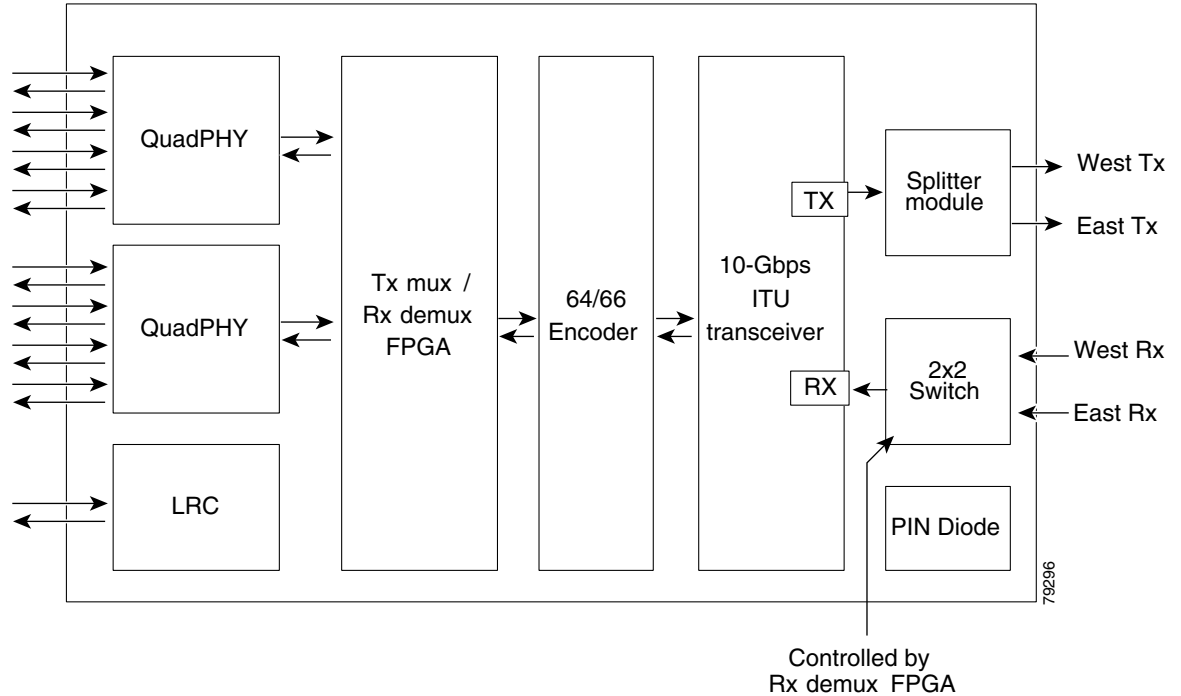 QuadPHY
QuadPHY
LRC
Tx mux /
Rx demux
FPGA
64/66
Encoder
10-Gbps
ITU
transceiver
TX
RX
Splitter
module
2x2
Switch
PIN Diode
West Tx
East Tx
West Rx
East Rx
79296
Controlled by
Rx demux FPGA